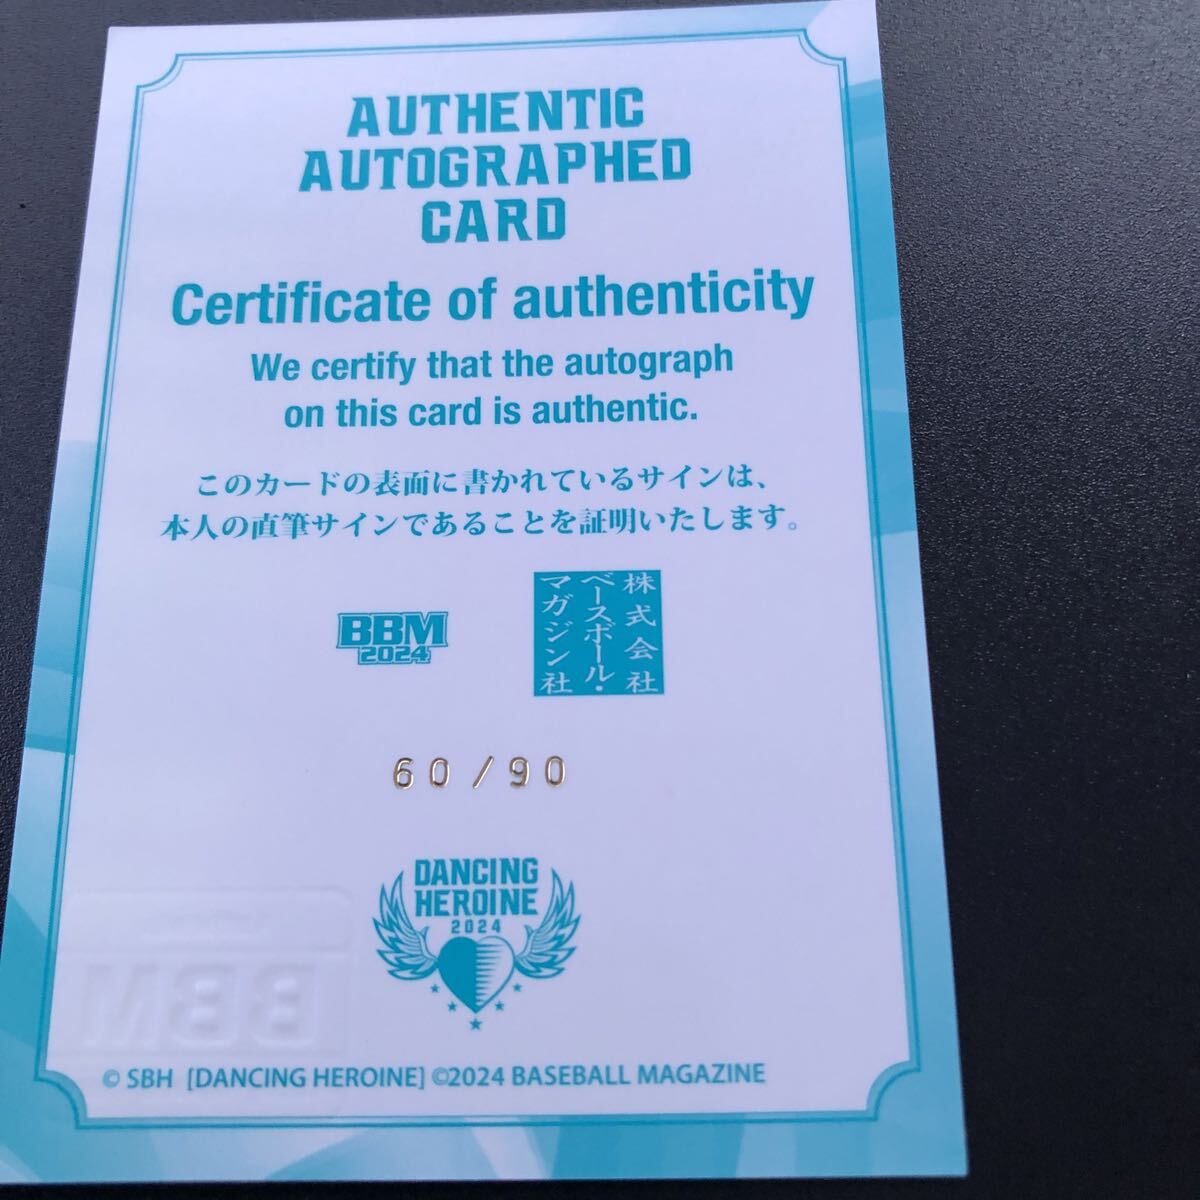 AUTHENTIC
AUTOGRAPHED
CARD
Certificate of authenticity
We certify that the autograph
on this card is authentic.
このカードの表面に書かれているサインは、
本人の直筆サインであることを証明いたします。
BBM
2024
株式会社
ベースボール・
マガジン社
60/90
DANCING
HEROINE
2024
BBM
© SBH [DANCING HEROINE] ©2024 BASEBALL MAGAZINE